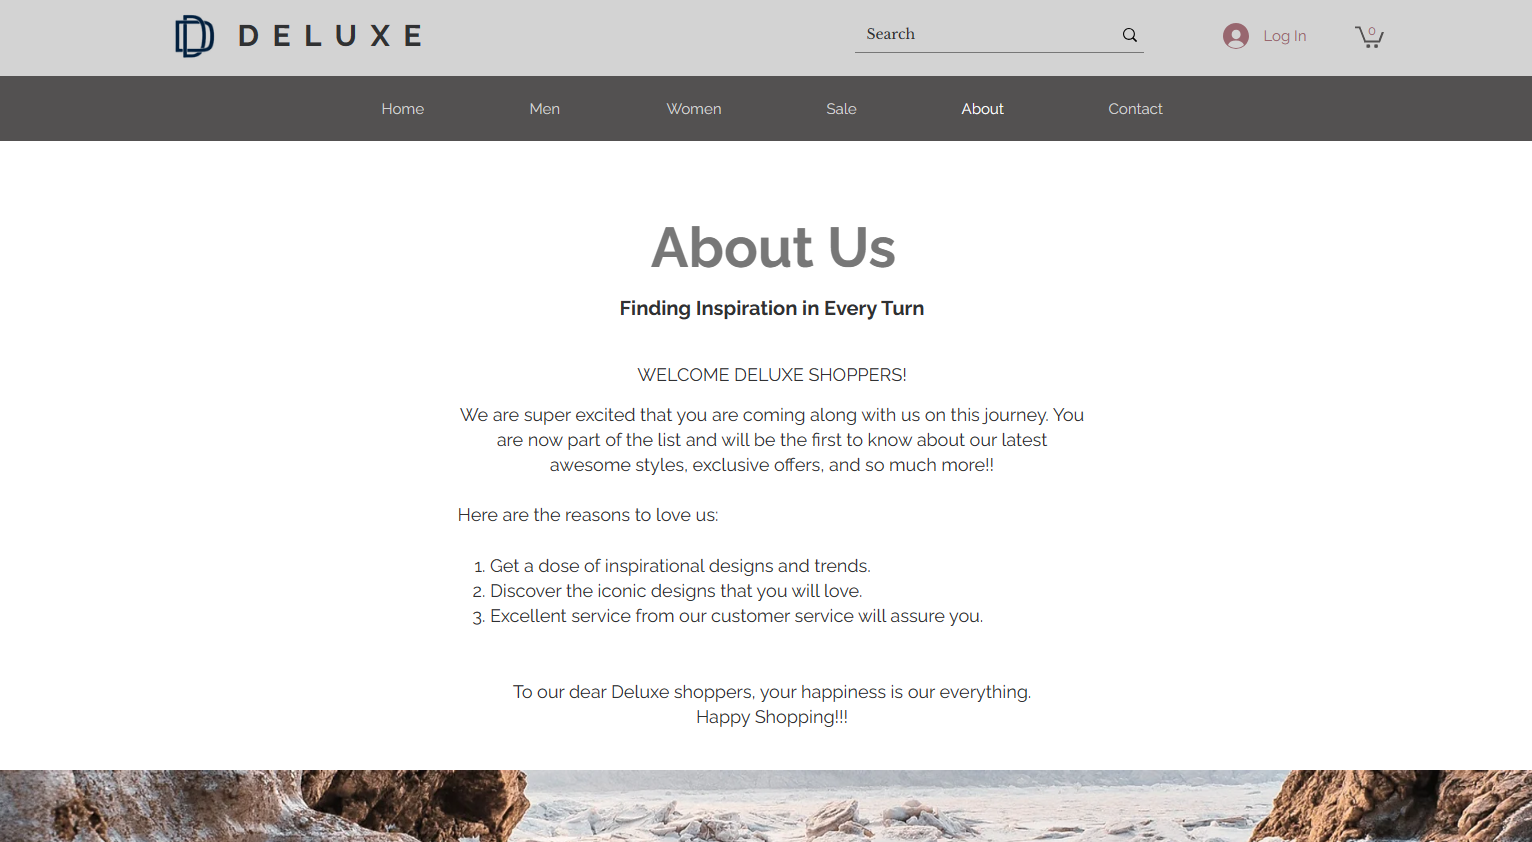 DELUXE
Search
Log In
0
Home
Men
Women
Sale
About
Contact
About Us
Finding Inspiration in Every Turn
WELCOME DELUXE SHOPPERS!
We are super excited that you are coming along with us on this journey. You
are now part of the list and will be the first to know about our latest
awesome styles, exclusive offers, and so much more!!
Here are the reasons to love us:
1. Get a dose of inspirational designs and trends.
2. Discover the iconic designs that you will love.
3. Excellent service from our customer service will assure you.
To our dear Deluxe shoppers, your happiness is our everything.
Happy Shopping!!!